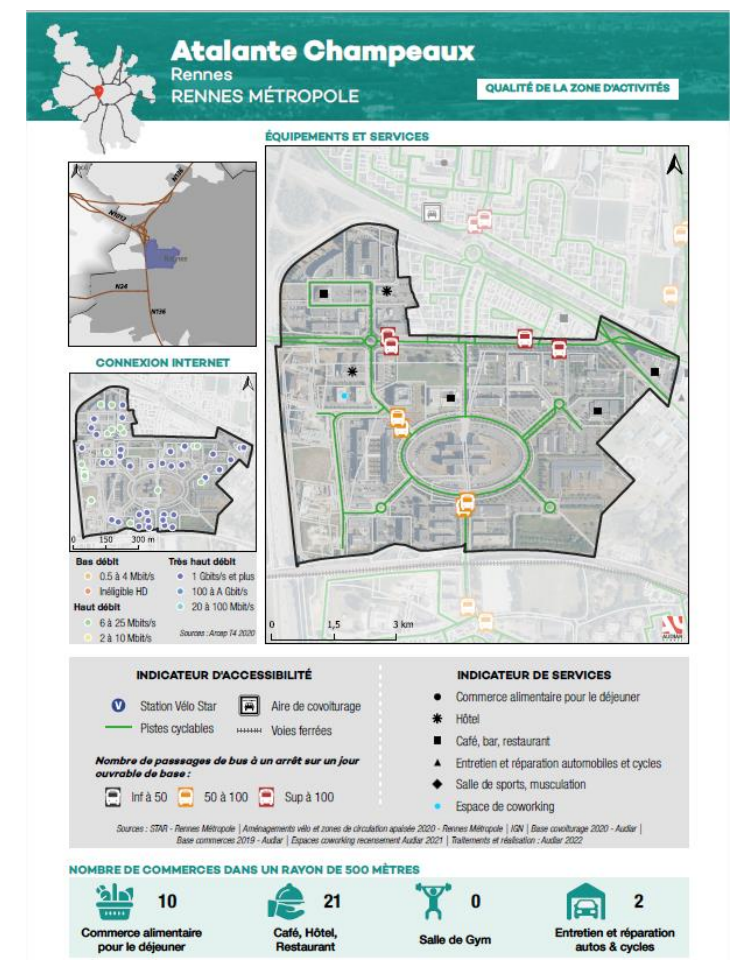 Atalante Champeaux
Rennes
RENNES MÉTROPOLE
QUALITÉ DE LA ZONE D'ACTIVITÉS
ÉQUIPEMENTS ET SERVICES
N136
N1012
Rennes
N24
N136
CONNEXION INTERNET
0 150 300 m
Bas débit
0.5 à 4 Mbit/s
Inéligible HD
Haut débit
6 à 25 Mbits/s
2 à 10 Mbit/s
Très haut débit
1 Gbits/s et plus
100 à A Gbit/s
20 à 100 Mbit/s
Sources : Arcep T4 2020
0 1,5 3 km
AUDIAR
INDICATEUR D'ACCESSIBILITÉ
V Station Vélo Star
Aire de covoiturage
Pistes cyclables
Voies ferrées
Nombre de passsages de bus à un arrêt sur un jour
ouvrable de base :
Inf à 50
50 à 100
Sup à 100
INDICATEUR DE SERVICES
Commerce alimentaire pour le déjeuner
Hôtel
Café, bar, restaurant
Entretien et réparation automobiles et cycles
Salle de sports, musculation
Espace de coworking
Sources : STAR - Rennes Métropole | Aménagements vélo et zones de circulation apaisée 2020 - Rennes Métropole | IGN | Base covoiturage 2020 - Audiar |
Base commerces 2019 - Audiar | Espaces coworking recensement Audiar 2021 | Traitements et réalisation : Audiar 2022
NOMBRE DE COMMERCES DANS UN RAYON DE 500 MÈTRES
10
Commerce alimentaire
pour le déjeuner
21
Café, Hôtel,
Restaurant
0
Salle de Gym
2
Entretien et réparation
autos & cycles